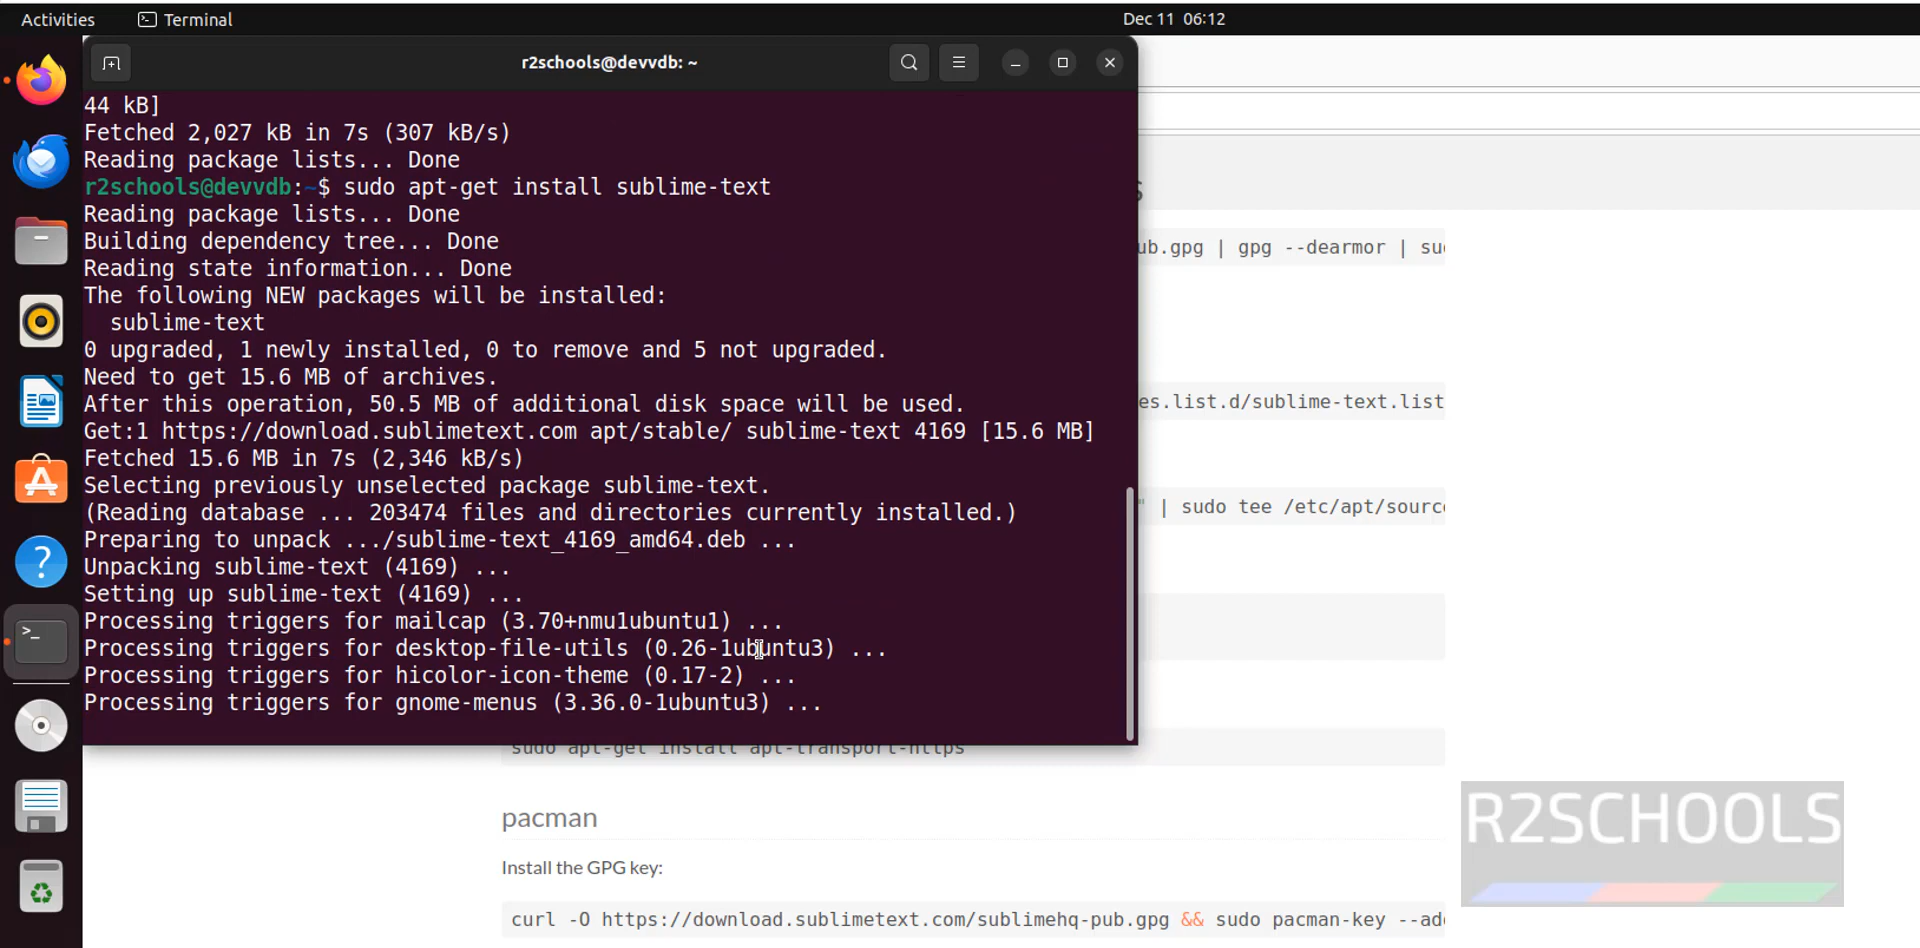 Activities
Terminal
Dec 11 06:12
r2schools@devvdb: ~
44 kB]
Fetched 2,027 kB in 7s (307 kB/s)
Reading package lists... Done
r2schools@devvdb:~$ sudo apt-get install sublime-text
Reading package lists... Done
Building dependency tree... Done
Reading state information... Done
The following NEW packages will be installed:
sublime-text
0 upgraded, 1 newly installed, 0 to remove and 5 not upgraded.
Need to get 15.6 MB of archives.
After this operation, 50.5 MB of additional disk space will be used.
Get:1 https://download.sublimetext.com apt/stable/ sublime-text 4169 [15.6 MB]
Fetched 15.6 MB in 7s (2,346 kB/s)
Selecting previously unselected package sublime-text.
(Reading database ... 203474 files and directories currently installed.)
Preparing to unpack .../sublime-text_4169_amd64.deb ...
Unpacking sublime-text (4169) ...
Setting up sublime-text (4169) ...
Processing triggers for mailcap (3.70+nmu1ubuntu1) ...
Processing triggers for desktop-file-utils (0.26-1ubuntu3) ...
Processing triggers for hicolor-icon-theme (0.17-2) ...
Processing triggers for gnome-menus (3.36.0-1ubuntu3) ...
s
ub.gpg | gpg --dearmor | su
es.list.d/sublime-text.list
" | sudo tee /etc/apt/source
sudo apt-get install apt-transport-https
pacman
Install the GPG key:
curl -O https://download.sublimetext.com/sublimehq-pub.gpg && sudo pacman-key --add
R2SCHOOLS